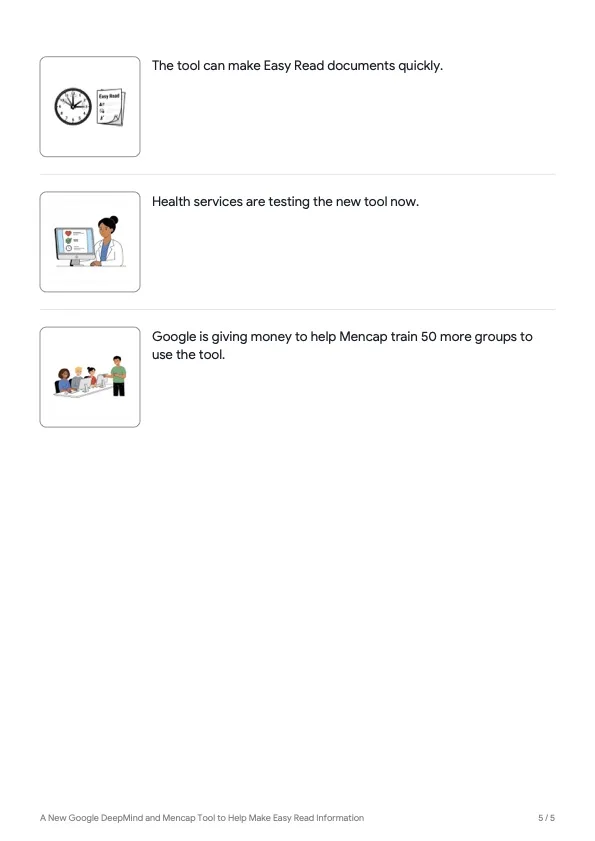 The tool can make Easy Read documents quickly.
Easy Read
Health services are testing the new tool now.
Google is giving money to help Mencap train 50 more groups to
use the tool.
A New Google DeepMind and Mencap Tool to Help Make Easy Read Information
5 / 5